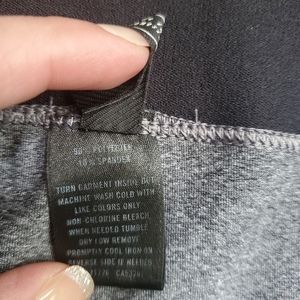 90% POLYESTER
10% SPANDEX
TURN GARMENT INSIDE OUT
MACHINE WASH COLD WITH
LIKE COLORS ONLY
NON-CHLORINE BLEACH
WHEN NEEDED TUMBLE
DRY LOW REMOVE
PROMPTLY COOL IRON ON
REVERSE SIDE IF NEEDED